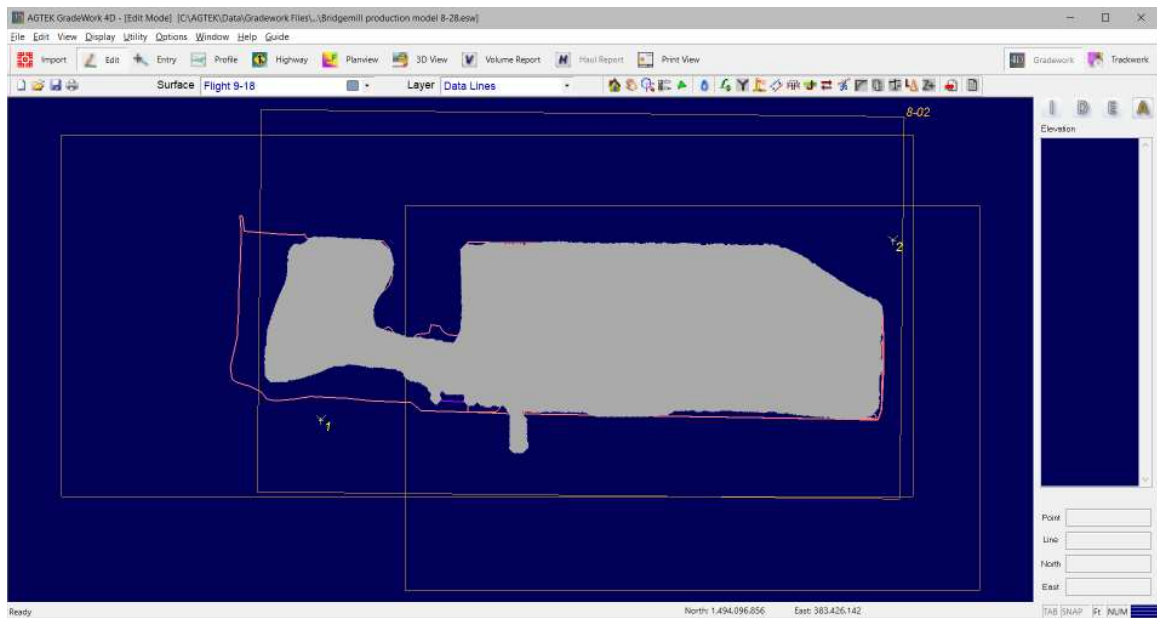 AGTEK GradeWork 4D - [Edit Mode] [C:\AGTEK\Data\Gradework Files\...\Bridgemill production model 8-28.esw]
File Edit View Display Utility Options Window Help Guide
Import Edit Entry Profile Highway Planview 3D View Volume Report Haul Report Print View 4D Gradework Trackwork
Surface Flight 9-18 Layer Data Lines
I D E A
8-02
Elevation
2
1
Point
Line
North
East
Ready North: 1.494.096.856 East: 383.426.142 TAB SNAP Ft NUM